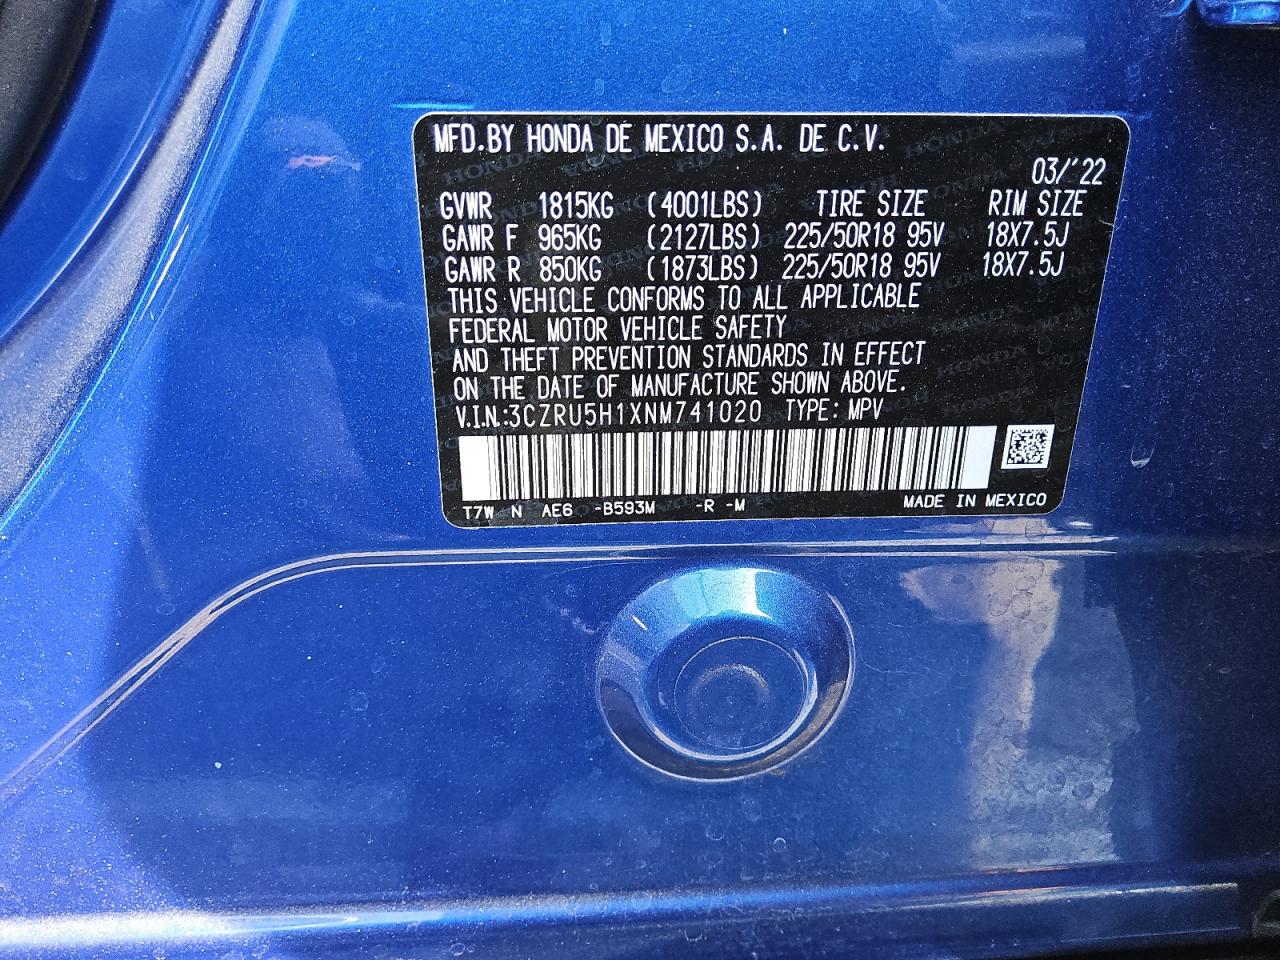 MFD.BY HONDA DE MEXICO S.A. DE C.V.
03/'22
GVWR 1815KG (4001LBS) TIRE SIZE RIM SIZE
GAWR F 965KG (2127LBS) 225/50R18 95V 18X7.5J
GAWR R 850KG (1873LBS) 225/50R18 95V 18X7.5J
THIS VEHICLE CONFORMS TO ALL APPLICABLE
FEDERAL MOTOR VEHICLE SAFETY
AND THEFT PREVENTION STANDARDS IN EFFECT
ON THE DATE OF MANUFACTURE SHOWN ABOVE.
V.I.N.:3CZRU5H1XNM741020 TYPE: MPV
T7W N AE6 -B593M -R -M MADE IN MEXICO